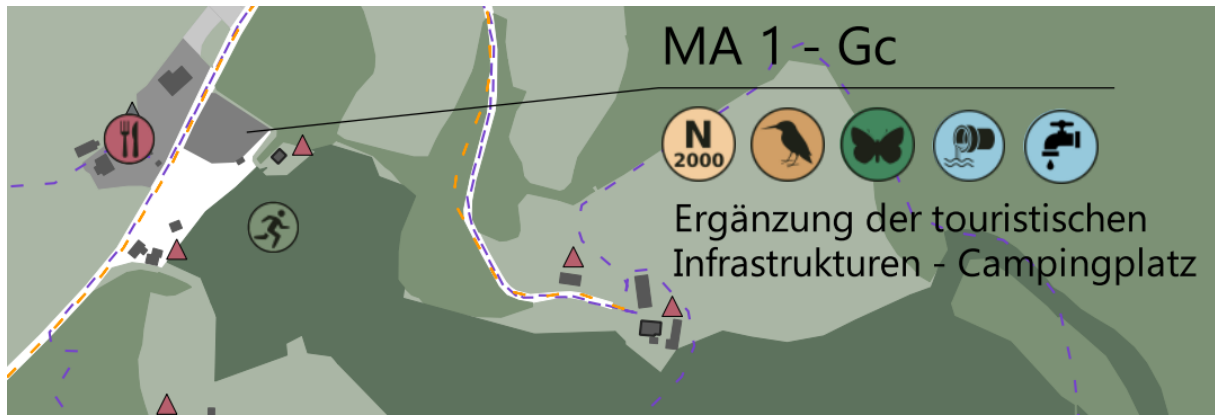 MA 1 - Gc
N
2000
Ergänzung der touristischen
Infrastrukturen - Campingplatz